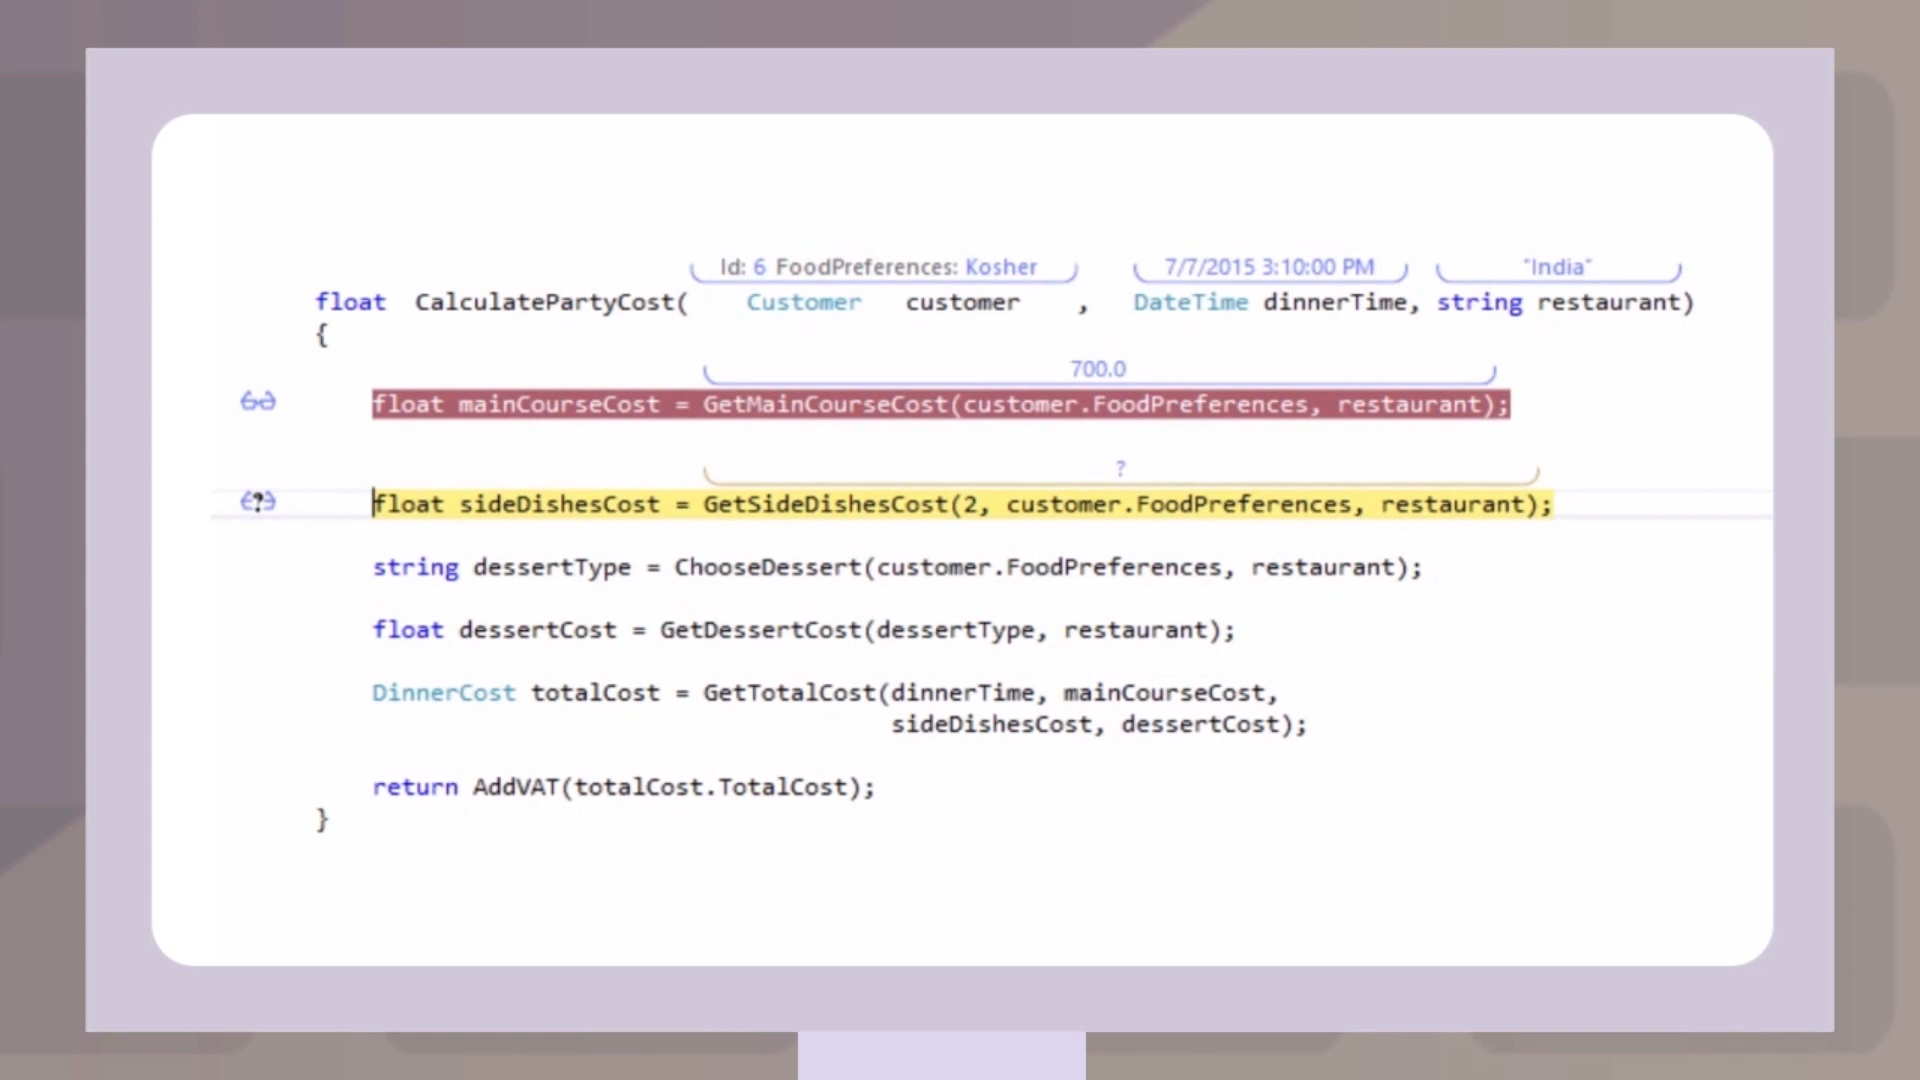 Id: 6 FoodPreferences: Kosher 7/7/2015 3:10:00 PM "India"
float CalculatePartyCost( Customer customer , DateTime dinnerTime, string restaurant)
{
700.0
float mainCourseCost = GetMainCourseCost(customer.FoodPreferences, restaurant);
?
float sideDishesCost = GetSideDishesCost(2, customer.FoodPreferences, restaurant);
string dessertType = ChooseDessert(customer.FoodPreferences, restaurant);
float dessertCost = GetDessertCost(dessertType, restaurant);
DinnerCost totalCost = GetTotalCost(dinnerTime, mainCourseCost,
sideDishesCost, dessertCost);
return AddVAT(totalCost.TotalCost);
}